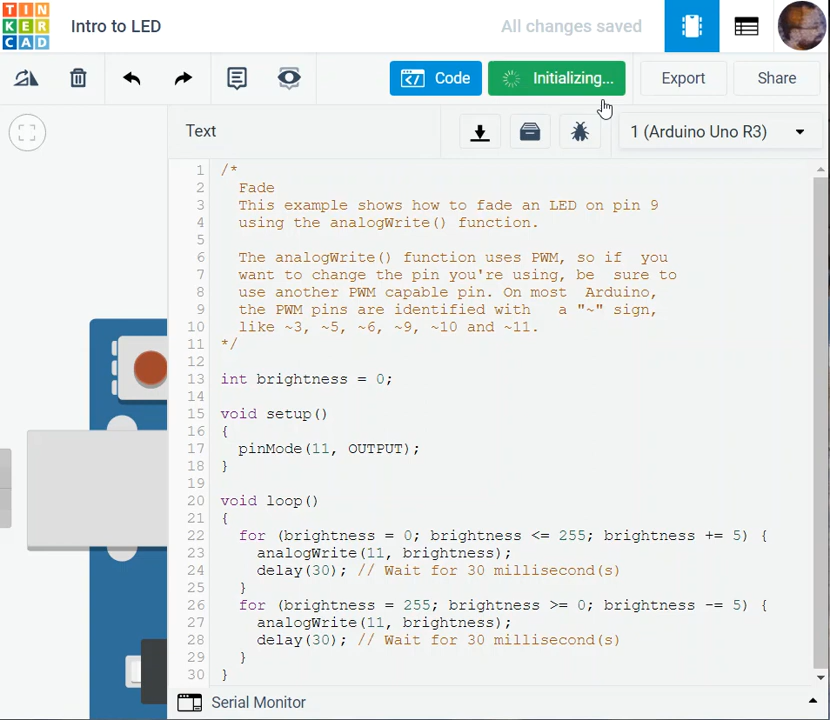 TIN
KER
CAD
Intro to LED
All changes saved
Code
Initializing...
Export
Share
Text
1 (Arduino Uno R3)
1 /*
2 Fade
3 This example shows how to fade an LED on pin 9
4 using the analogWrite() function.
5
6 The analogWrite() function uses PWM, so if  you
7 want to change the pin you're using, be  sure to
8 use another PWM capable pin. On most  Arduino,
9 the PWM pins are identified with   a "~" sign,
10 like ~3, ~5, ~6, ~9, ~10 and ~11.
11 */
12
13 int brightness = 0;
14
15 void setup()
16 {
17 pinMode(11, OUTPUT);
18 }
19
20 void loop()
21 {
22 for (brightness = 0; brightness <= 255; brightness += 5) {
23 analogWrite(11, brightness);
24 delay(30); // Wait for 30 millisecond(s)
25 }
26 for (brightness = 255; brightness >= 0; brightness -= 5) {
27 analogWrite(11, brightness);
28 delay(30); // Wait for 30 millisecond(s)
29 }
30 }
Serial Monitor